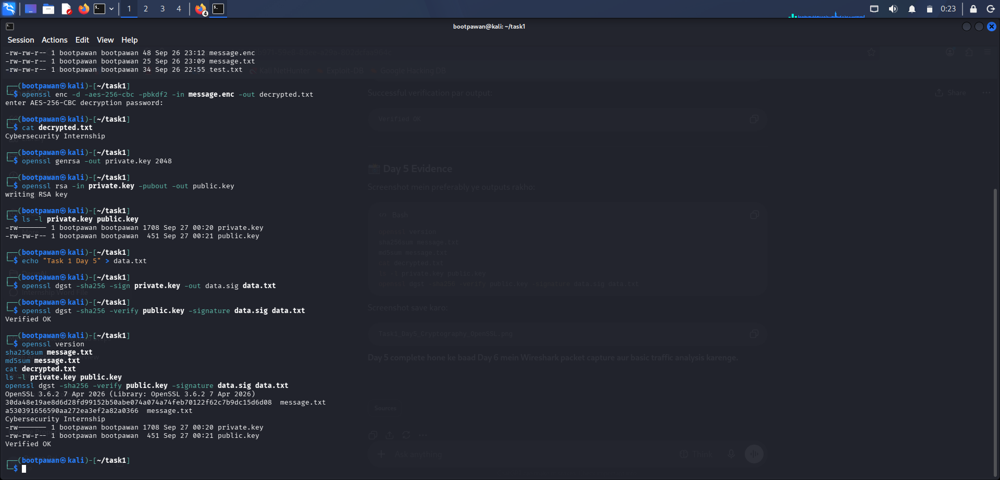 1 2 3 4
4
0:23
bootpawan@kali: ~/task1
Session Actions Edit View Help
-rw-rw-r-- 1 bootpawan bootpawan 48 Sep 26 23:12 message.enc
-rw-rw-r-- 1 bootpawan bootpawan 25 Sep 26 23:09 message.txt
-rw-rw-r-- 1 bootpawan bootpawan 34 Sep 26 22:55 test.txt
┌──(bootpawan㉿kali)-[~/task1]
└─$ openssl enc -d -aes-256-cbc -pbkdf2 -in message.enc -out decrypted.txt
enter AES-256-CBC decryption password:
┌──(bootpawan㉿kali)-[~/task1]
└─$ cat decrypted.txt
Cybersecurity Internship
┌──(bootpawan㉿kali)-[~/task1]
└─$ openssl genrsa -out private.key 2048
┌──(bootpawan㉿kali)-[~/task1]
└─$ openssl rsa -in private.key -pubout -out public.key
writing RSA key
┌──(bootpawan㉿kali)-[~/task1]
└─$ ls -l private.key public.key
-rw------- 1 bootpawan bootpawan 1708 Sep 27 00:20 private.key
-rw-rw-r-- 1 bootpawan bootpawan  451 Sep 27 00:21 public.key
┌──(bootpawan㉿kali)-[~/task1]
└─$ echo "Task 1 Day 5" > data.txt
┌──(bootpawan㉿kali)-[~/task1]
└─$ openssl dgst -sha256 -sign private.key -out data.sig data.txt
┌──(bootpawan㉿kali)-[~/task1]
└─$ openssl dgst -sha256 -verify public.key -signature data.sig data.txt
Verified OK
┌──(bootpawan㉿kali)-[~/task1]
└─$ openssl version
sha256sum message.txt
md5sum message.txt
cat decrypted.txt
ls -l private.key public.key
openssl dgst -sha256 -verify public.key -signature data.sig data.txt
OpenSSL 3.6.2 7 Apr 2026 (Library: OpenSSL 3.6.2 7 Apr 2026)
30da48e19ae8d6d28fd99152b50abe074a074a74feb70122f62c7b9dc15d6d08  message.txt
a530391656590aa272ea3ef2a82a0366  message.txt
Cybersecurity Internship
-rw------- 1 bootpawan bootpawan 1708 Sep 27 00:20 private.key
-rw-rw-r-- 1 bootpawan bootpawan  451 Sep 27 00:21 public.key
Verified OK
┌──(bootpawan㉿kali)-[~/task1]
└─$
Kali NetHunter Exploit-DB Google Hacking DB
Successful verification par output:
Share
Verified OK
Day 5 Evidence
Screenshot mein preferably ye outputs rakho:
Bash
openssl version
sha256sum message.txt
md5sum message.txt
cat decrypted.txt
ls -l private.key public.key
openssl dgst -sha256 -verify public.key -signature data.sig data.txt
Internship Word File
Screenshot save karo:
Task1_Day5_Cryptography_OpenSSL.png
Day 5 complete hone ke baad Day 6 mein Wireshark packet capture aur basic traffic analysis karenge.
Sources
Ask anything
Think